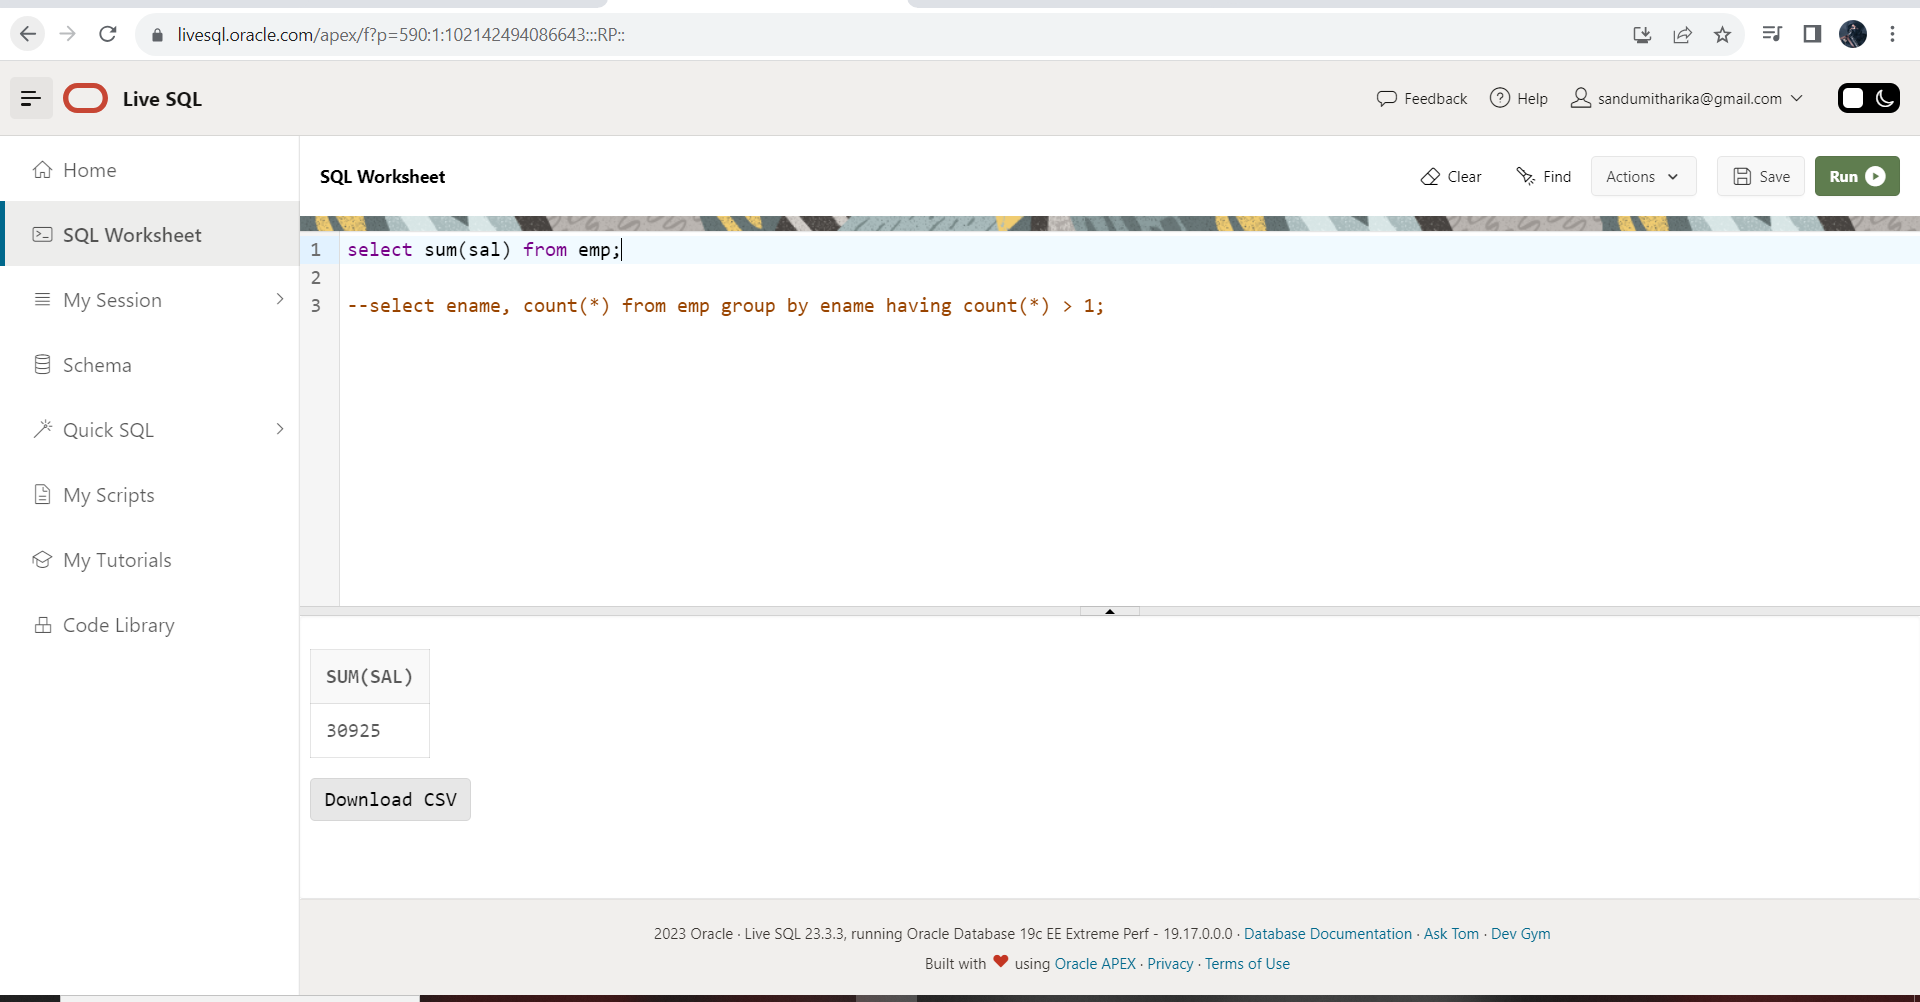 livesql.oracle.com/apex/f?p=590:1:102142494086643:::RP::
Live SQL
Feedback
Help
sandumitharika@gmail.com
Home
SQL Worksheet
My Session
Schema
Quick SQL
My Scripts
My Tutorials
Code Library
SQL Worksheet
Clear
Find
Actions
Save
Run
1 select sum(sal) from emp;
2
3 --select ename, count(*) from emp group by ename having count(*) > 1;
SUM(SAL)
30925
Download CSV
2023 Oracle · Live SQL 23.3.3, running Oracle Database 19c EE Extreme Perf - 19.17.0.0.0 · Database Documentation · Ask Tom · Dev Gym
Built with ♥ using Oracle APEX · Privacy · Terms of Use